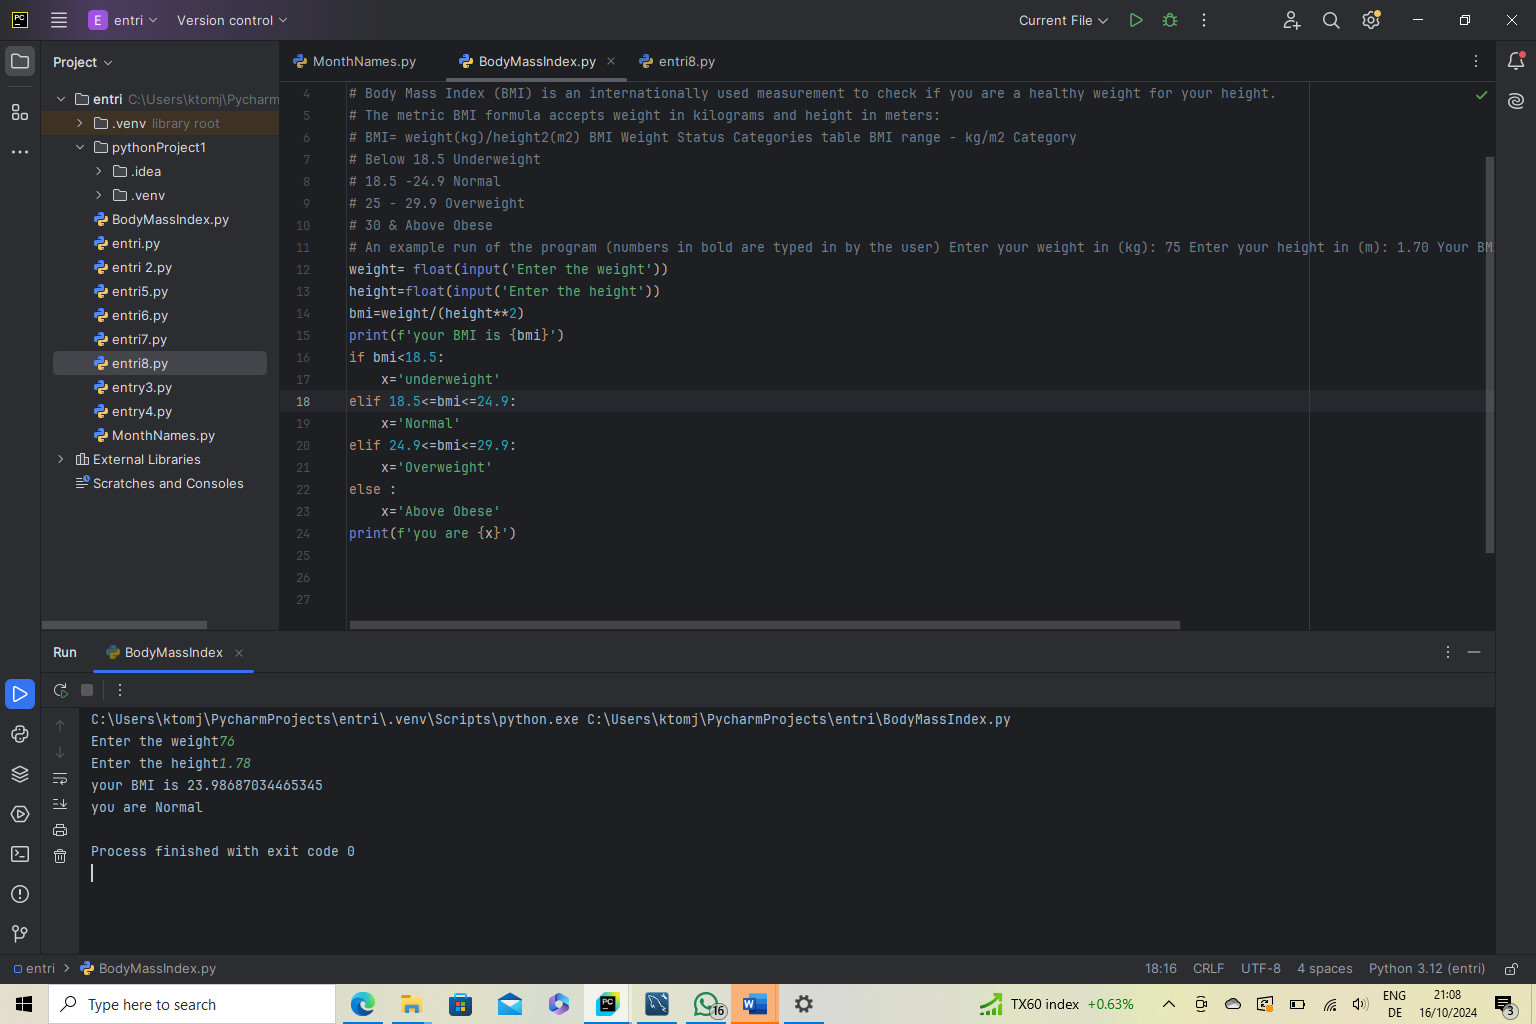 PC
E entri
Version control
Current File
Project
MonthNames.py
BodyMassIndex.py
entri8.py
entri C:\Users\ktomj\Pycharm
.venv library root
pythonProject1
.idea
.venv
BodyMassIndex.py
entri.py
entri 2.py
entri5.py
entri6.py
entri7.py
entri8.py
entry3.py
entry4.py
MonthNames.py
External Libraries
Scratches and Consoles
4 # Body Mass Index (BMI) is an internationally used measurement to check if you are a healthy weight for your height.
5 # The metric BMI formula accepts weight in kilograms and height in meters:
6 # BMI= weight(kg)/height2(m2) BMI Weight Status Categories table BMI range - kg/m2 Category
7 # Below 18.5 Underweight
8 # 18.5 -24.9 Normal
9 # 25 - 29.9 Overweight
10 # 30 & Above Obese
11 # An example run of the program (numbers in bold are typed in by the user) Enter your weight in (kg): 75 Enter your height in (m): 1.70 Your BM
12 weight= float(input('Enter the weight'))
13 height=float(input('Enter the height'))
14 bmi=weight/(height**2)
15 print(f'your BMI is {bmi}')
16 if bmi<18.5:
17 x='underweight'
18 elif 18.5<=bmi<=24.9:
19 x='Normal'
20 elif 24.9<=bmi<=29.9:
21 x='Overweight'
22 else :
23 x='Above Obese'
24 print(f'you are {x}')
25
26
27
Run
BodyMassIndex
C:\Users\ktomj\PycharmProjects\entri\.venv\Scripts\python.exe C:\Users\ktomj\PycharmProjects\entri\BodyMassIndex.py
Enter the weight76
Enter the height1.78
your BMI is 23.98687034465345
you are Normal
Process finished with exit code 0
entri
BodyMassIndex.py
18:16
CRLF
UTF-8
4 spaces
Python 3.12 (entri)
Type here to search
PC
16
TX60 index +0.63%
ENG
DE
21:08
16/10/2024
3